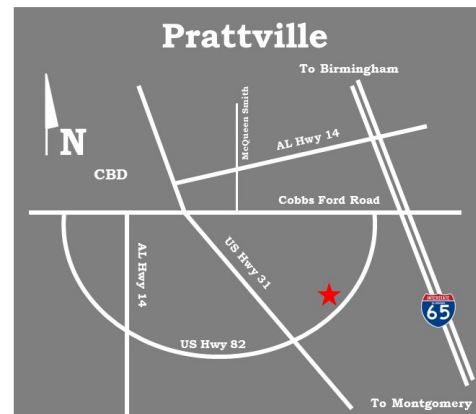 Prattville
To Birmingham
N
McQueen Smith
AL Hwy 14
CBD
Cobbs Ford Road
AL Hwy 14
US Hwy 31
INTERSTATE
65
US Hwy 82
To Montgomery